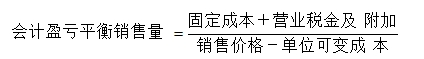 会计盈亏平衡销售量 =
固定成本+营业税金及 附加
销售价格-单位可变成 本